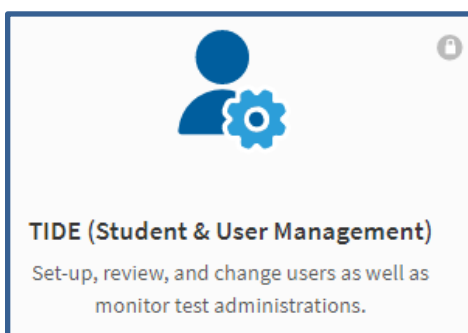 TIDE (Student & User Management)
Set-up, review, and change users as well as
monitor test administrations.